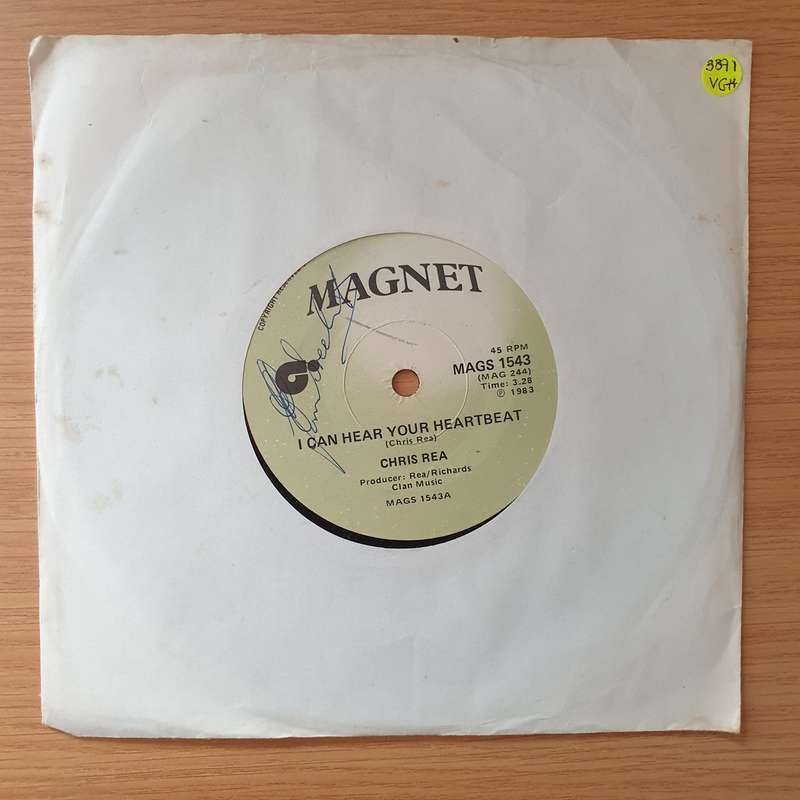 3891
VG+
COPYRIGHT
MAGNET
45 RPM
MAGS 1543
(MAG 244)
Time: 3.28
℗ 1983
I CAN HEAR YOUR HEARTBEAT
(Chris Rea)
CHRIS REA
Producer: Rea/Richards
Clan Music
MAGS 1543A